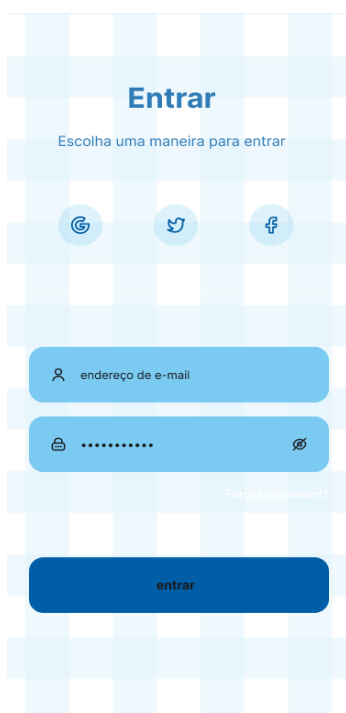 Entrar
Escolha uma maneira para entrar
endereço de e-mail
•••••••••••
Forgot password?
entrar